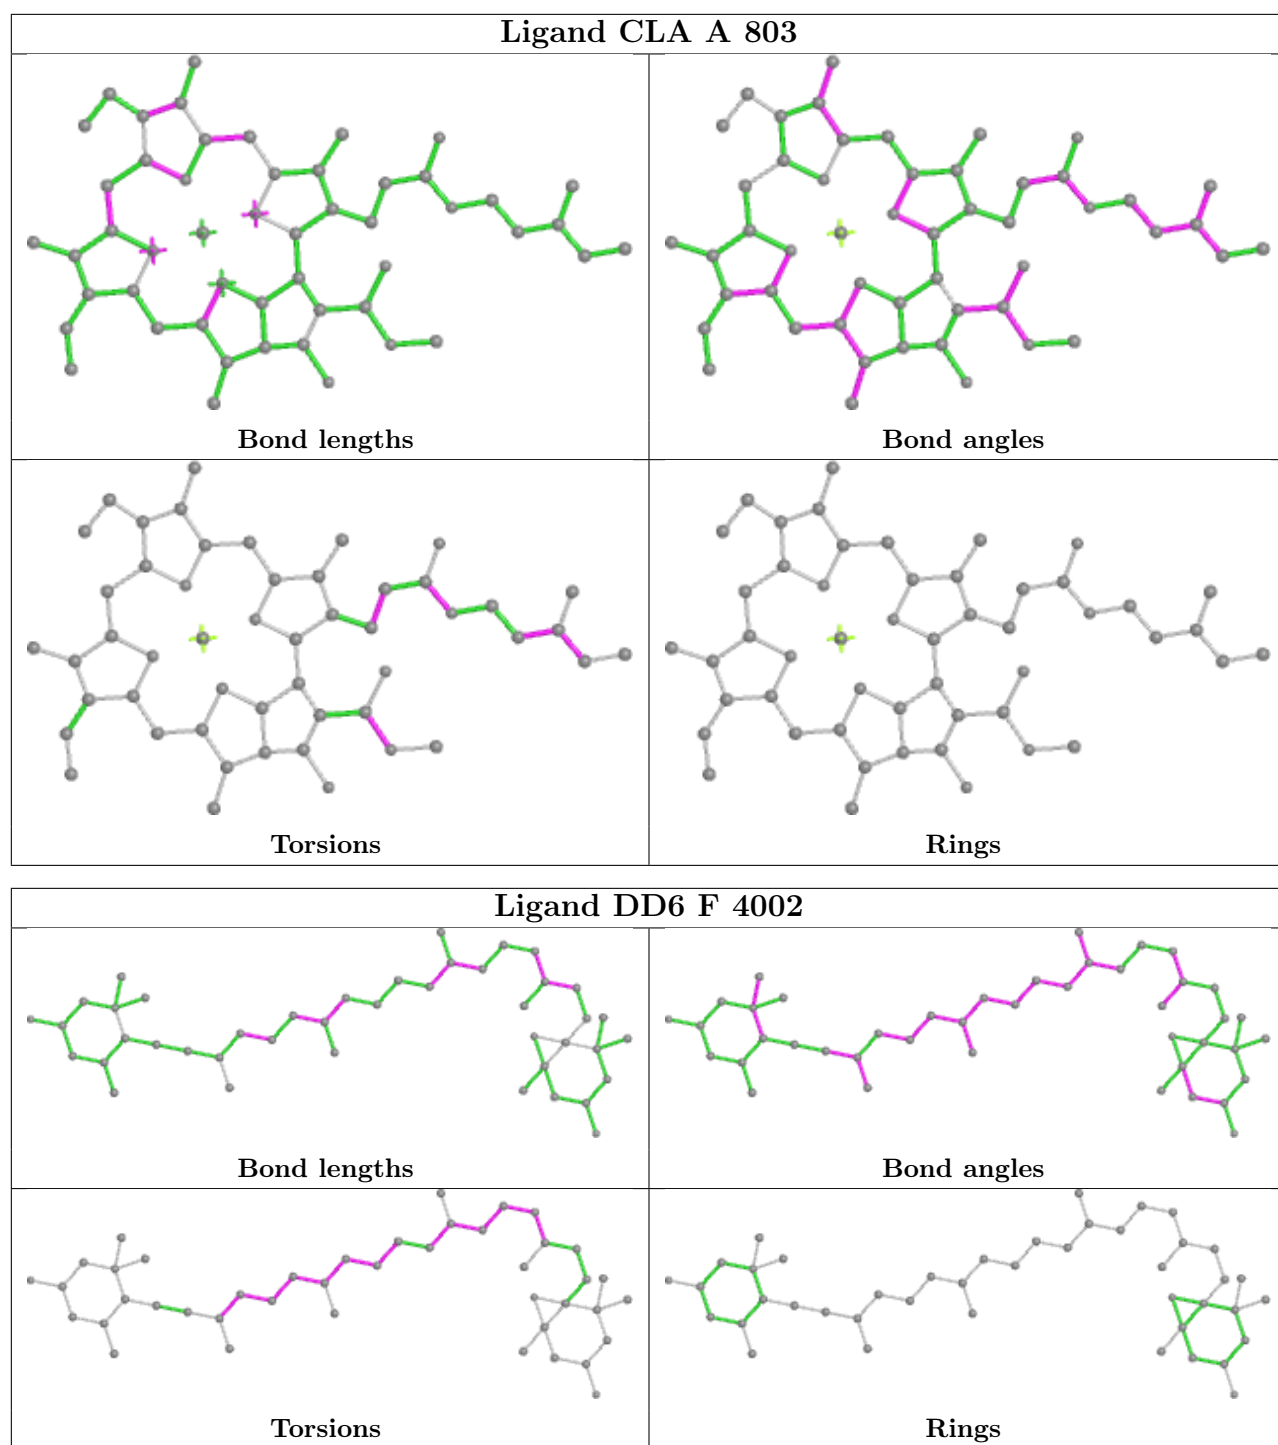 Ligand CLA A 803
Bond lengths
Bond angles
Torsions
Rings
Ligand DD6 F 4002
Bond lengths
Bond angles
Torsions
Rings